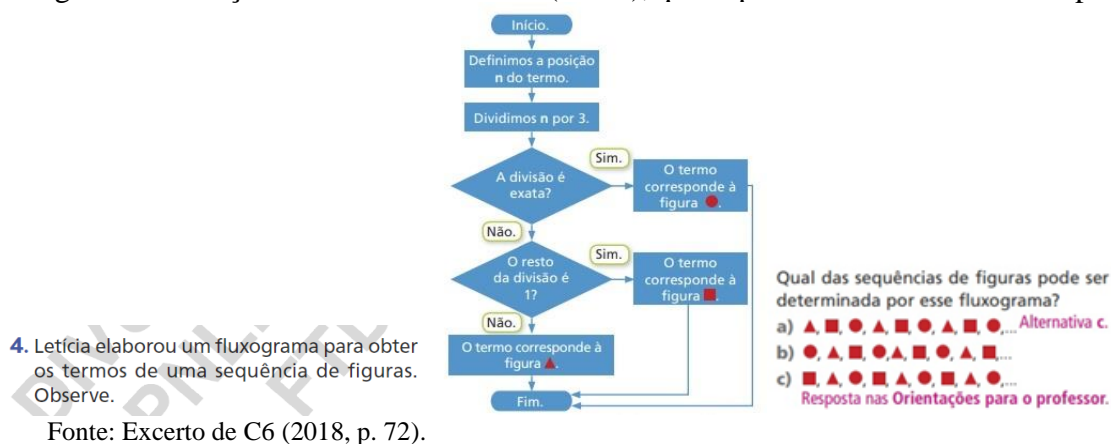 Início.
Definimos a posição
n do termo.
Dividimos n por 3.
A divisão é
exata?
Sim.
O termo
corresponde à
figura ●.
Não.
O resto
da divisão é
1?
Sim.
O termo
corresponde à
figura ■.
Não.
O termo corresponde à
figura ▲.
Fim.
4. Letícia elaborou um fluxograma para obter
os termos de uma sequência de figuras.
Observe.
Qual das sequências de figuras pode ser
determinada por esse fluxograma?
a) ▲, ■, ●, ▲, ■, ●, ▲, ■, ●,... Alternativa c.
b) ●, ▲, ■, ●, ▲, ■, ●, ▲, ■,...
c) ■, ▲, ●, ■, ▲, ●, ■, ▲, ●,...
Resposta nas Orientações para o professor.
Fonte: Excerto de C6 (2018, p. 72).